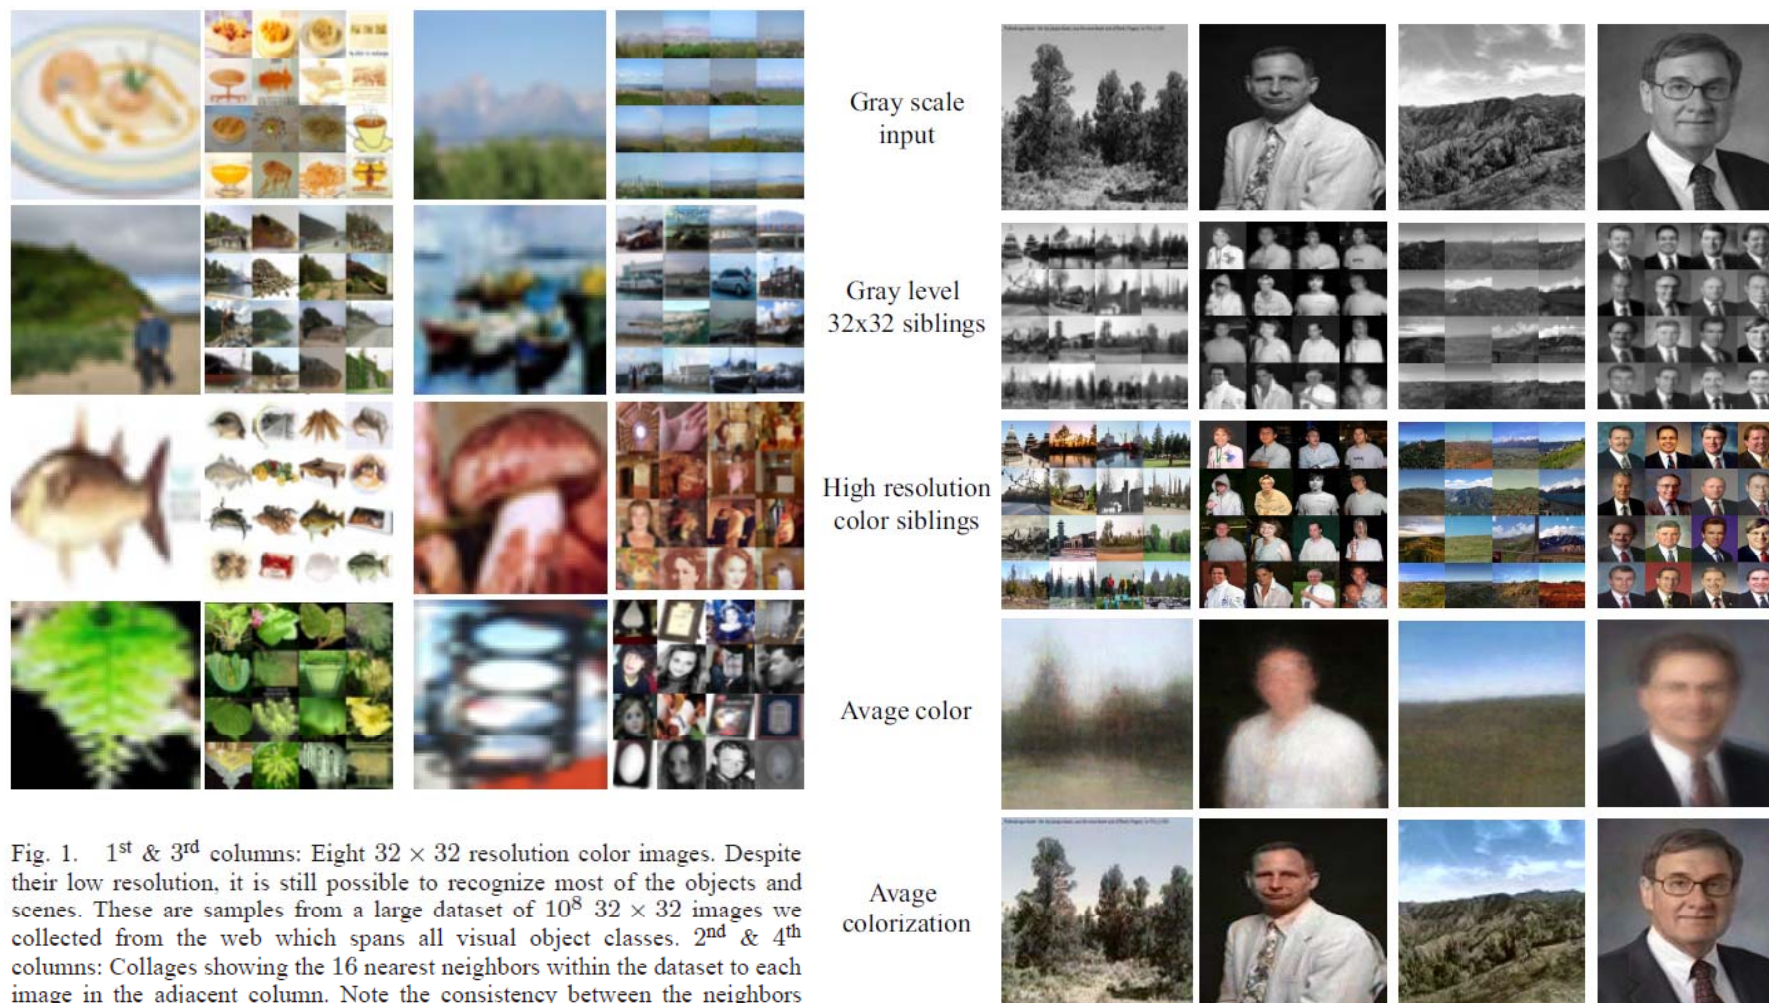 Fig. 1. 1st & 3rd columns: Eight 32 × 32 resolution color images. Despite
their low resolution, it is still possible to recognize most of the objects and
scenes. These are samples from a large dataset of 10^8 32 × 32 images we
collected from the web which spans all visual object classes. 2nd & 4th
columns: Collages showing the 16 nearest neighbors within the dataset to each
image in the adjacent column. Note the consistency between the neighbors
Gray scale
input
Gray level
32x32 siblings
High resolution
color siblings
Avage color
Avage
colorization